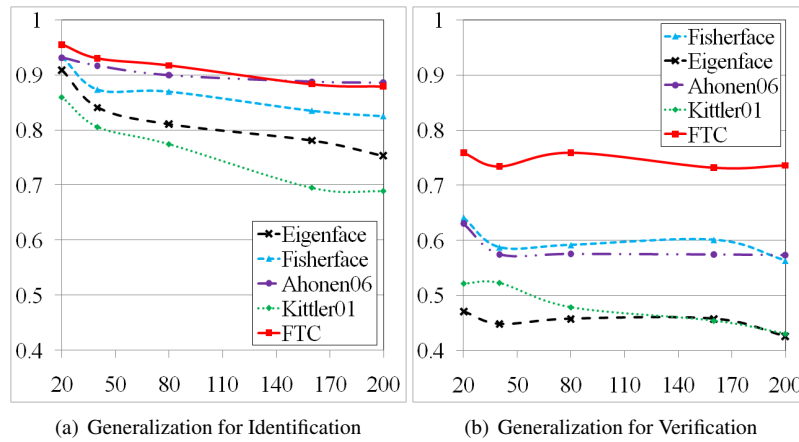 1
0.9
0.8
0.7
0.6
0.5
0.4
20 50 80 110 140 170 200
Eigenface
Fisherface
Ahonen06
Kittler01
FTC
(a) Generalization for Identification
1
0.9
0.8
0.7
0.6
0.5
0.4
20 50 80 110 140 170 200
Fisherface
Eigenface
Ahonen06
Kittler01
FTC
(b) Generalization for Verification